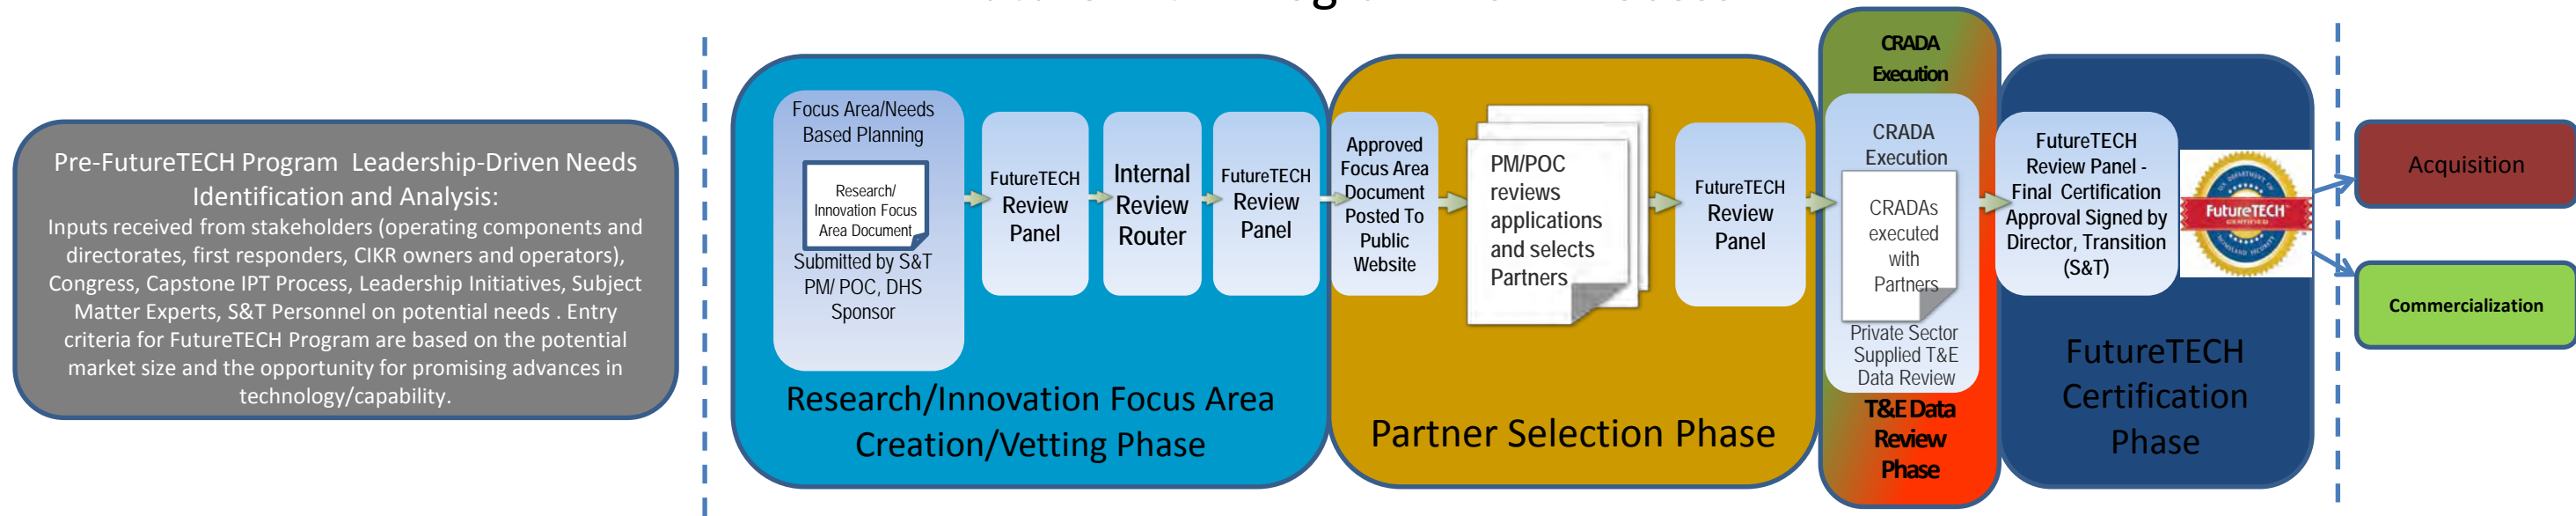 Pre-FutureTECH Program Leadership-Driven Needs
Identification and Analysis:
Inputs received from stakeholders (operating components and
directorates, first responders, CIKR owners and operators),
Congress, Capstone IPT Process, Leadership Initiatives, Subject
Matter Experts, S&T Personnel on potential needs . Entry
criteria for FutureTECH Program are based on the potential
market size and the opportunity for promising advances in
technology/capability.
Focus Area/Needs
Based Planning
Research/
Innovation Focus
Area Document
Submitted by S&T
PM/ POC, DHS
Sponsor
FutureTECH
Review
Panel
Internal
Review
Router
FutureTECH
Review
Panel
Research/Innovation Focus Area
Creation/Vetting Phase
Approved
Focus Area
Document
Posted To
Public
Website
PM/POC
reviews
applications
and selects
Partners
FutureTECH
Review
Panel
Partner Selection Phase
CRADA
Execution
CRADA
Execution
CRADAs
executed
with
Partners
Private Sector
Supplied T&E
Data Review
T&E Data
Review
Phase
FutureTECH
Review Panel -
Final Certification
Approval Signed by
Director, Transition
(S&T)
U.S. DEPARTMENT OF
FutureTECH
CERTIFIED
HOMELAND SECURITY
FutureTECH
Certification
Phase
Acquisition
Commercialization